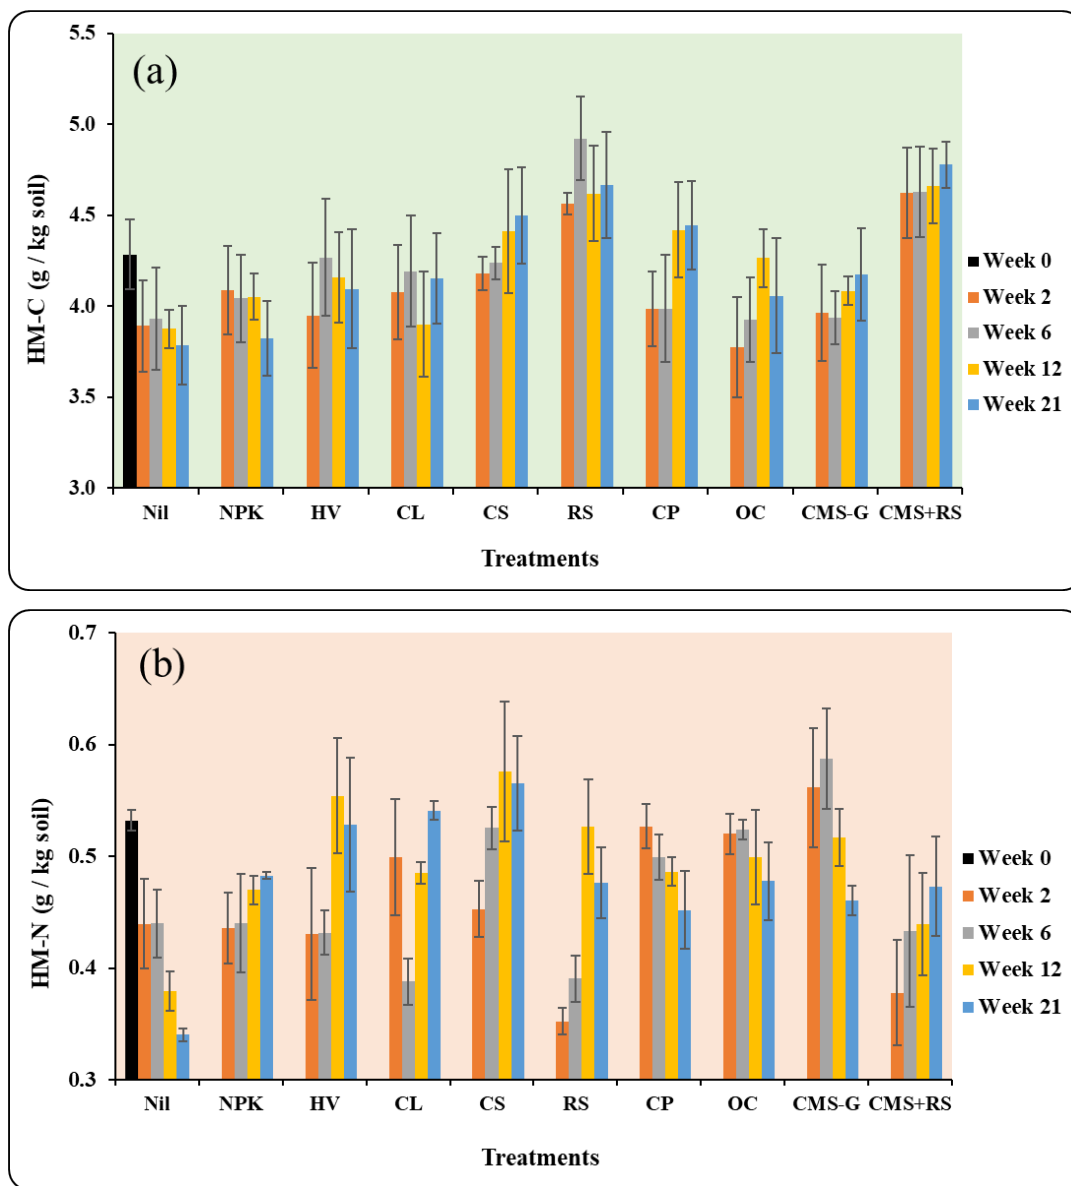 (a)
HM-C (g / kg soil)
5.5
5.0
4.5
4.0
3.5
3.0
Nil NPK HV CL CS RS CP OC CMS-G CMS+RS
Treatments
Week 0
Week 2
Week 6
Week 12
Week 21
(b)
HM-N (g / kg soil)
0.7
0.6
0.5
0.4
0.3
Nil NPK HV CL CS RS CP OC CMS-G CMS+RS
Treatments
Week 0
Week 2
Week 6
Week 12
Week 21